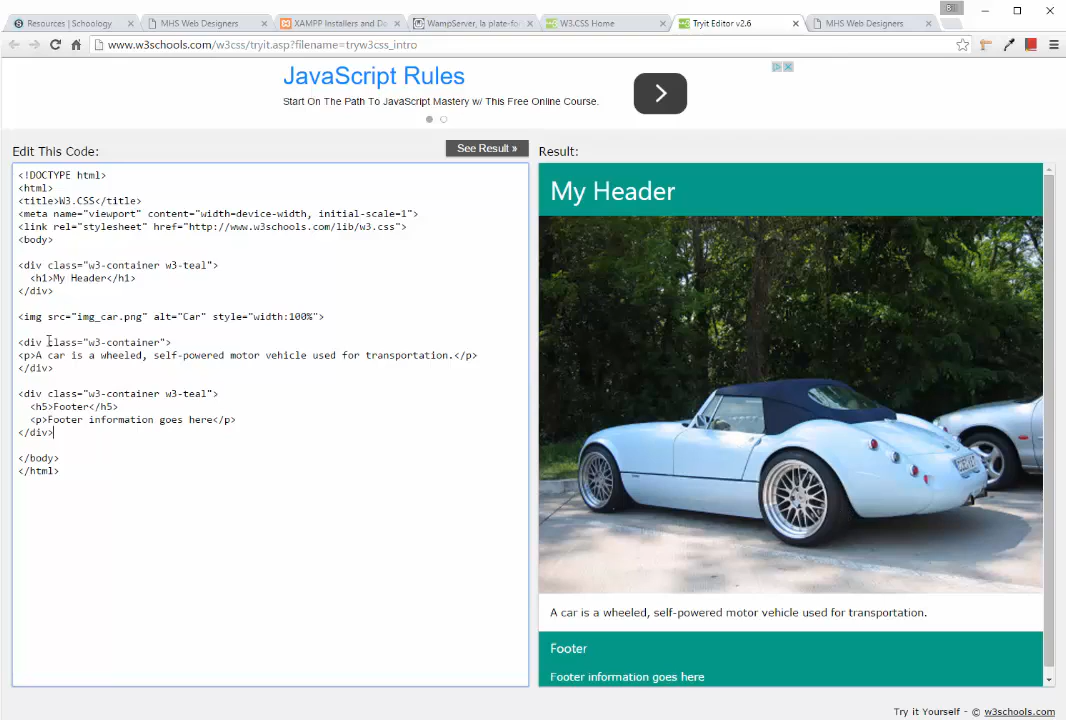 Resources | Schoology
MHS Web Designers
XAMPP Installers and Do
WampServer, la plate-fo
W3.CSS Home
Tryit Editor v2.6
MHS Web Designers
Bill
www.w3schools.com/w3css/tryit.asp?filename=tryw3css_intro
JavaScript Rules
Start On The Path To JavaScript Mastery w/ This Free Online Course.
Edit This Code:
See Result »
<!DOCTYPE html>
<html>
<title>W3.CSS</title>
<meta name="viewport" content="width=device-width, initial-scale=1">
<link rel="stylesheet" href="http://www.w3schools.com/lib/w3.css">
<body>
<div class="w3-container w3-teal">
<h1>My Header</h1>
</div>
<img src="img_car.png" alt="Car" style="width:100%">
<div class="w3-container">
<p>A car is a wheeled, self-powered motor vehicle used for transportation.</p>
</div>
<div class="w3-container w3-teal">
<h5>Footer</h5>
<p>Footer information goes here</p>
</div>
</body>
</html>
Result:
My Header
A car is a wheeled, self-powered motor vehicle used for transportation.
Footer
Footer information goes here
Try it Yourself - © w3schools.com